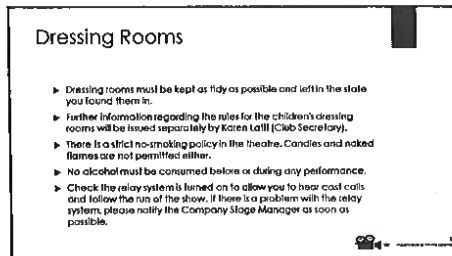 Dressing Rooms
► Dressing rooms must be kept as tidy as possible and left in the state
you found them in.
► Further information regarding the rules for the children's dressing
rooms will be issued separately by Karen Latill (Club Secretary).
► There is a strict no-smoking policy in the theatre. Candles and naked
flames are not permitted either.
► No alcohol must be consumed before or during any performance.
► Check the relay system is turned on to allow you to hear cast calls
and follow the run of the show. If there is a problem with the relay
system, please notify the Company Stage Manager as soon as
possible.